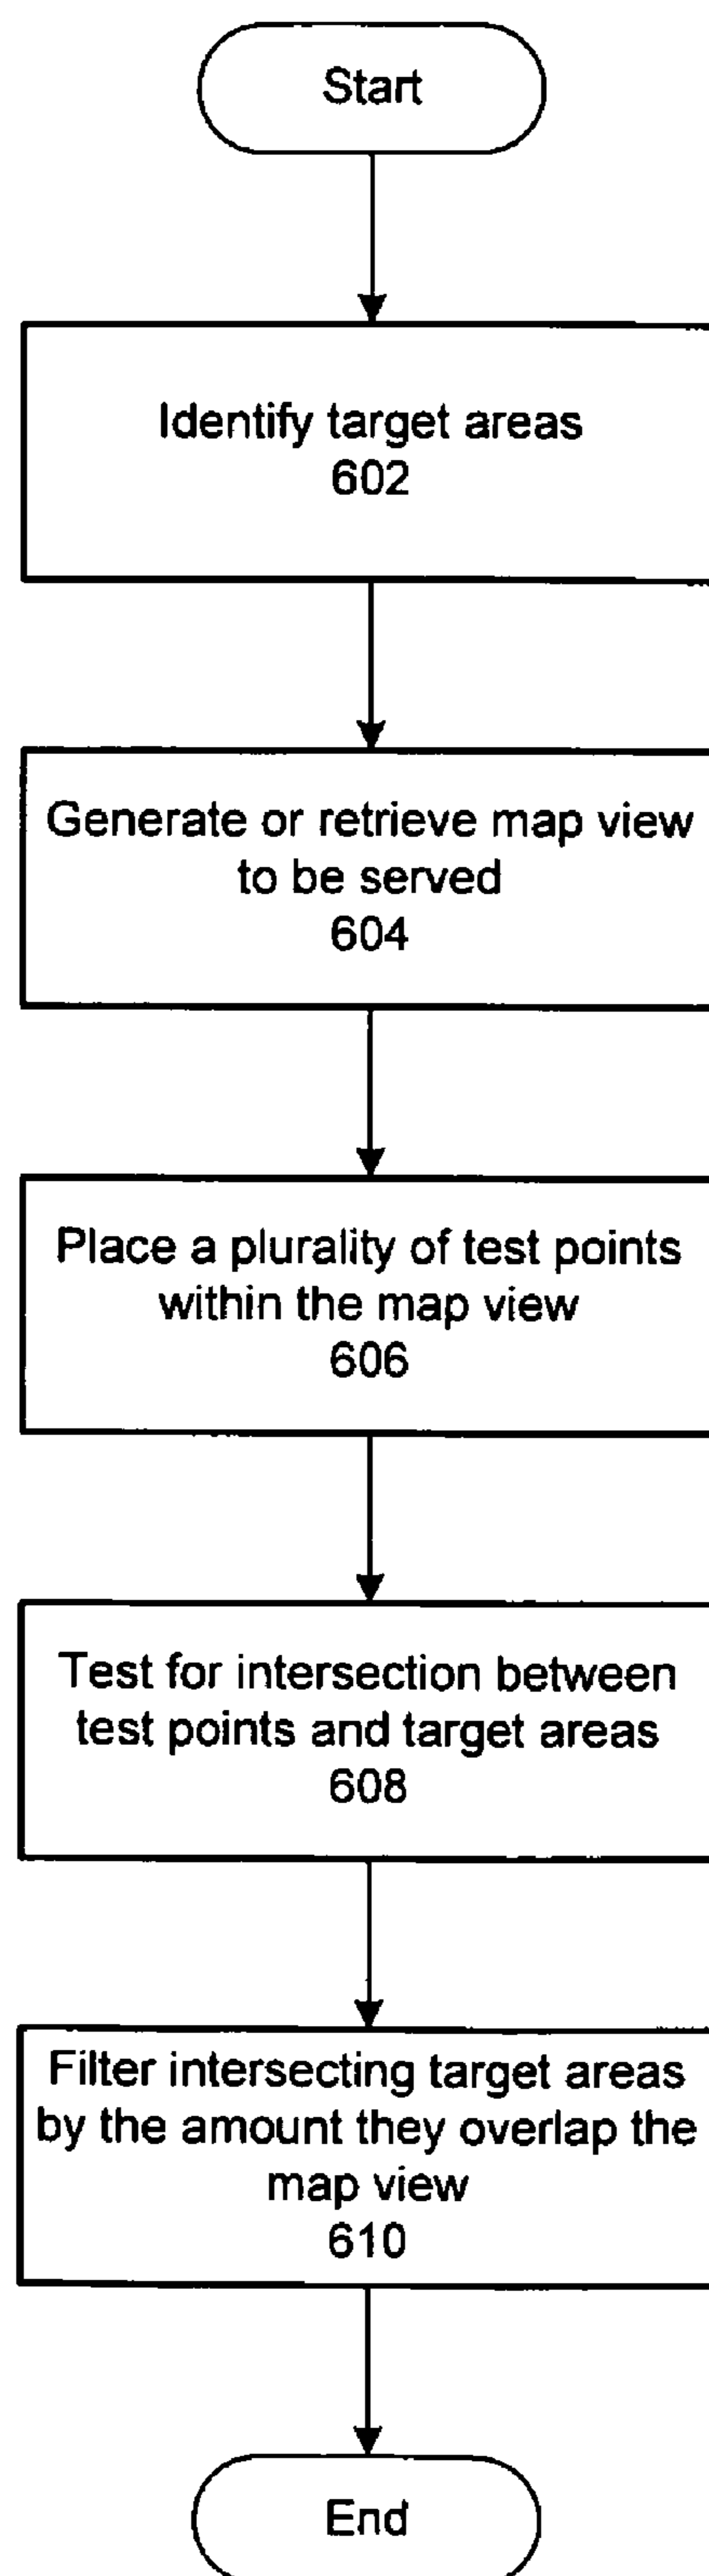 Start
Identify target areas
602
Generate or retrieve map view
to be served
604
Place a plurality of test points
within the map view
606
Test for intersection between
test points and target areas
608
Filter intersecting target areas
by the amount they overlap the
map view
610
End